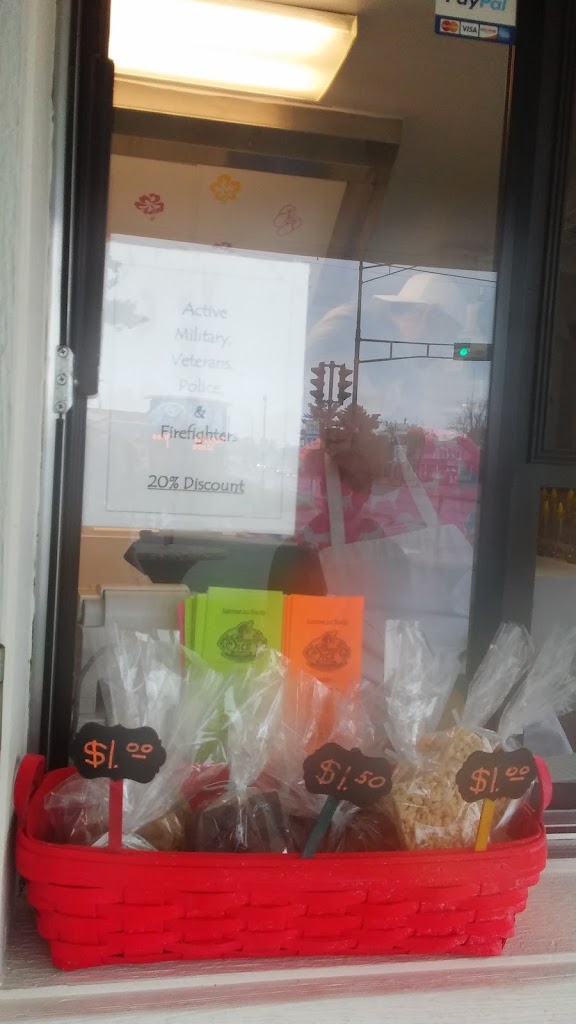 PayPal
VISA
Active
Military,
Veterans,
Police
&
Firefighters
20% Discount
$1.00
$1.50
$1.00